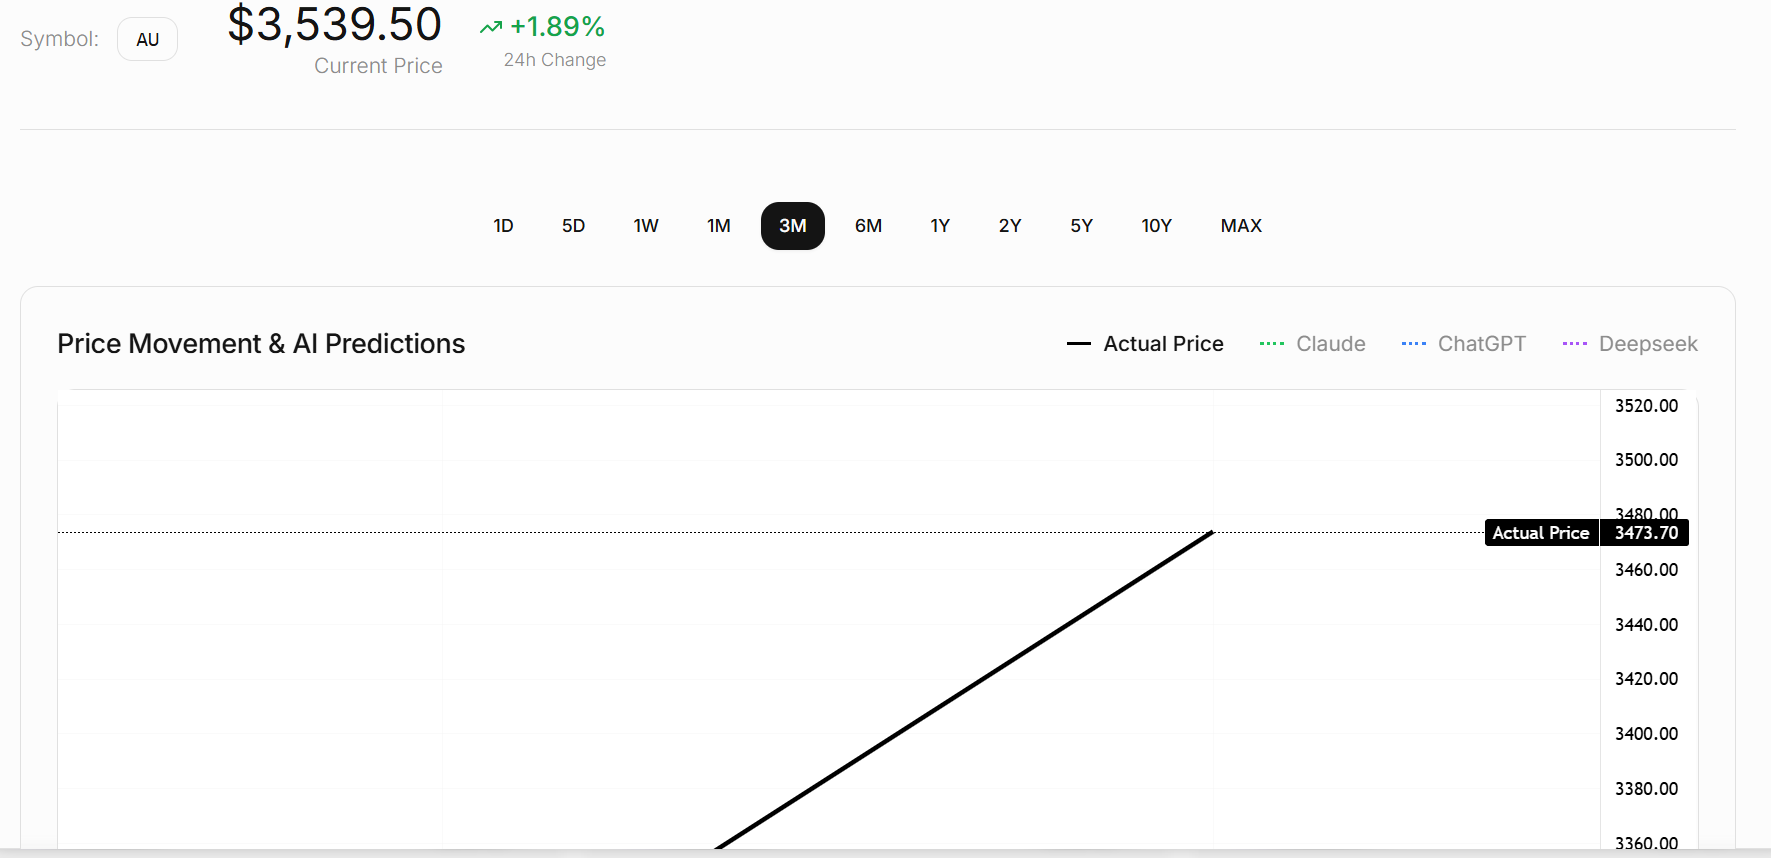 Symbol: AU $3,539.50 +1.89%
Current Price 24h Change
1D 5D 1W 1M 3M 6M 1Y 2Y 5Y 10Y MAX
Price Movement & AI Predictions Actual Price Claude ChatGPT Deepseek
3520.00
3500.00
3480.00
Actual Price 3473.70
3460.00
3440.00
3420.00
3400.00
3380.00
3360.00